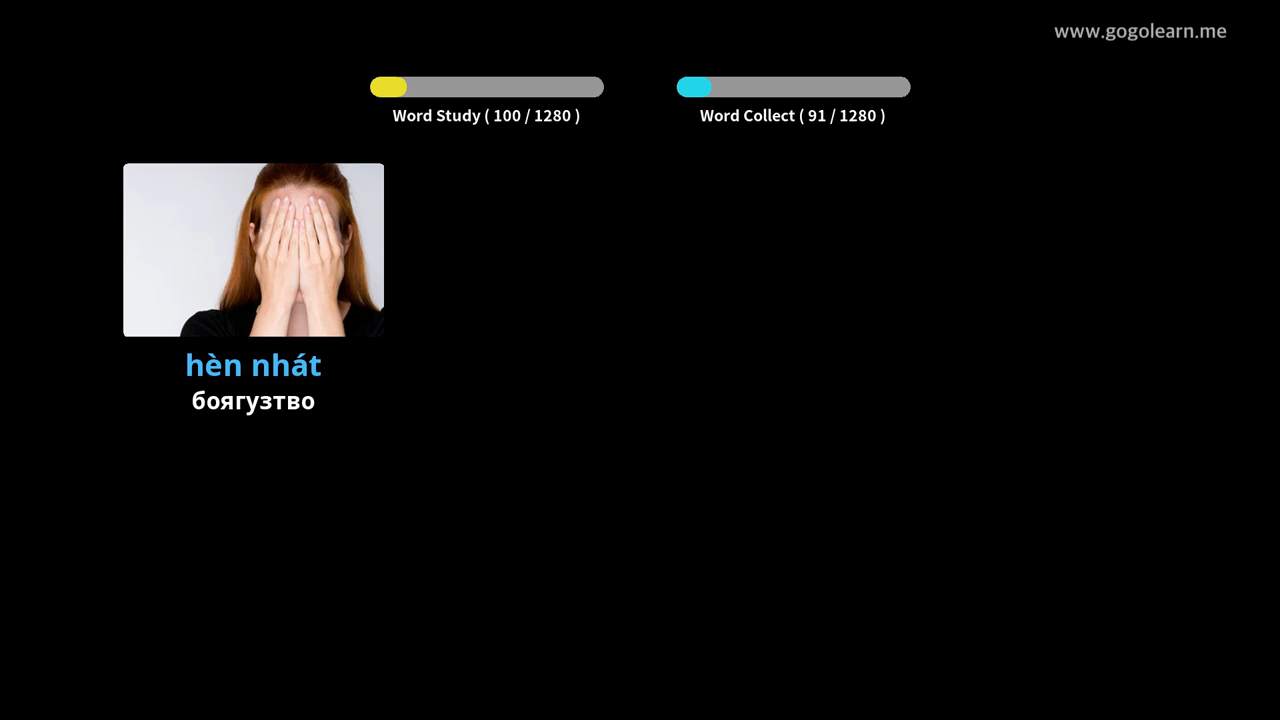 www.gogolearn.me
Word Study ( 100 / 1280 )
Word Collect ( 91 / 1280 )
hèn nhát
боягузтво